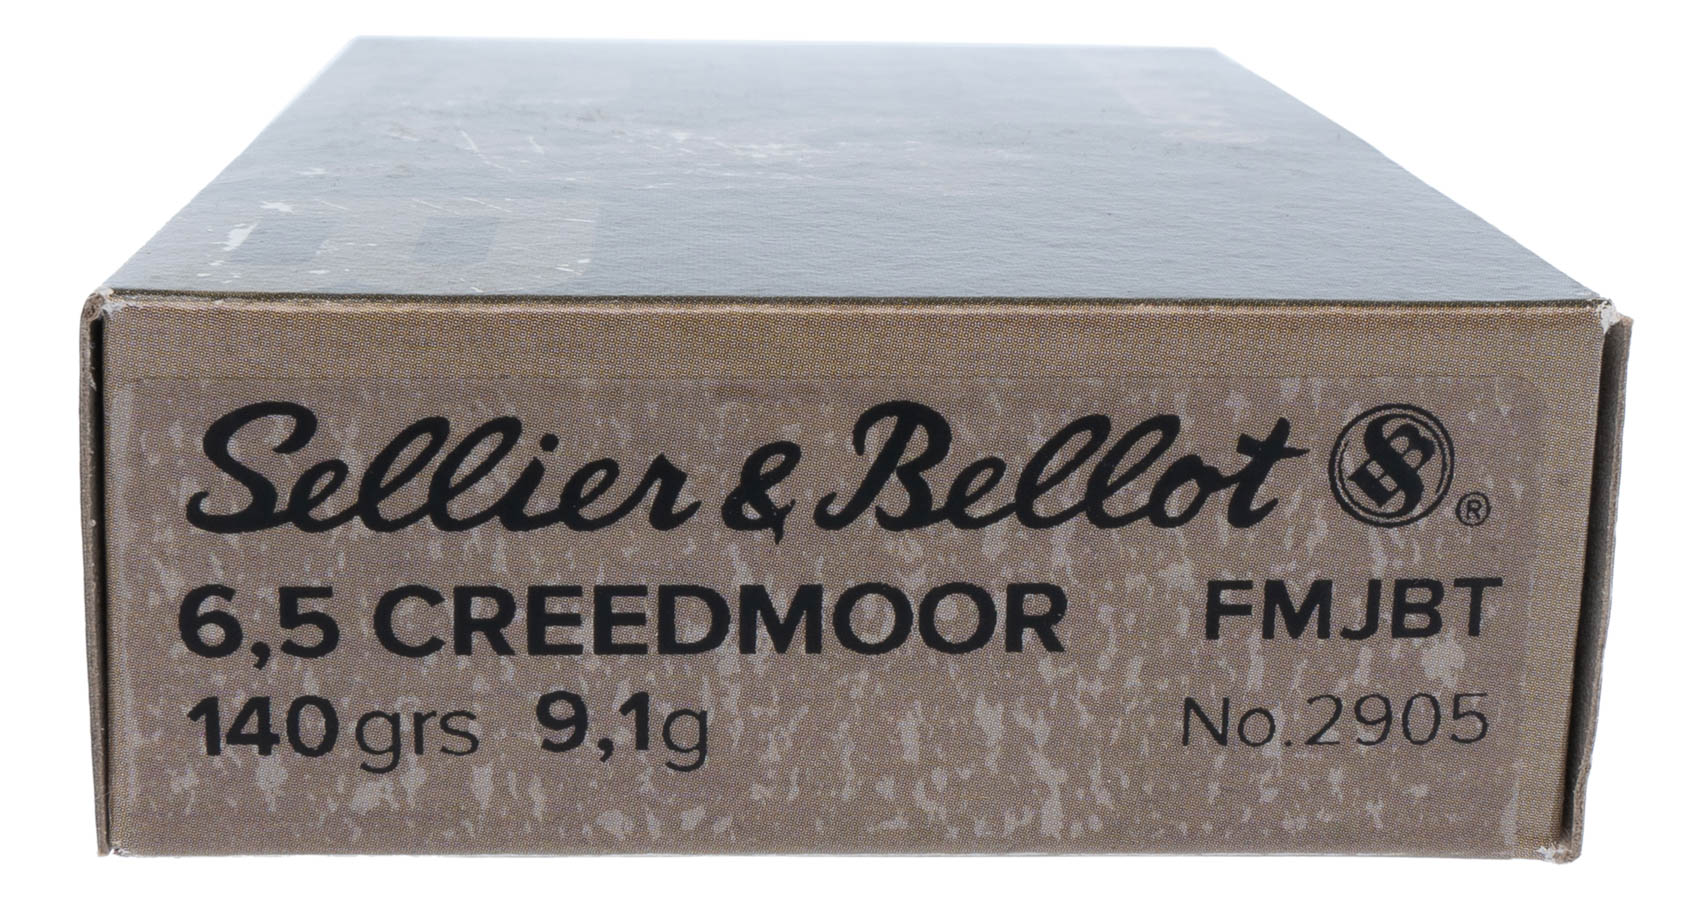 Sellier & Bellot ®
6,5 CREEDMOOR FMJBT
140 grs 9,1g No.2905